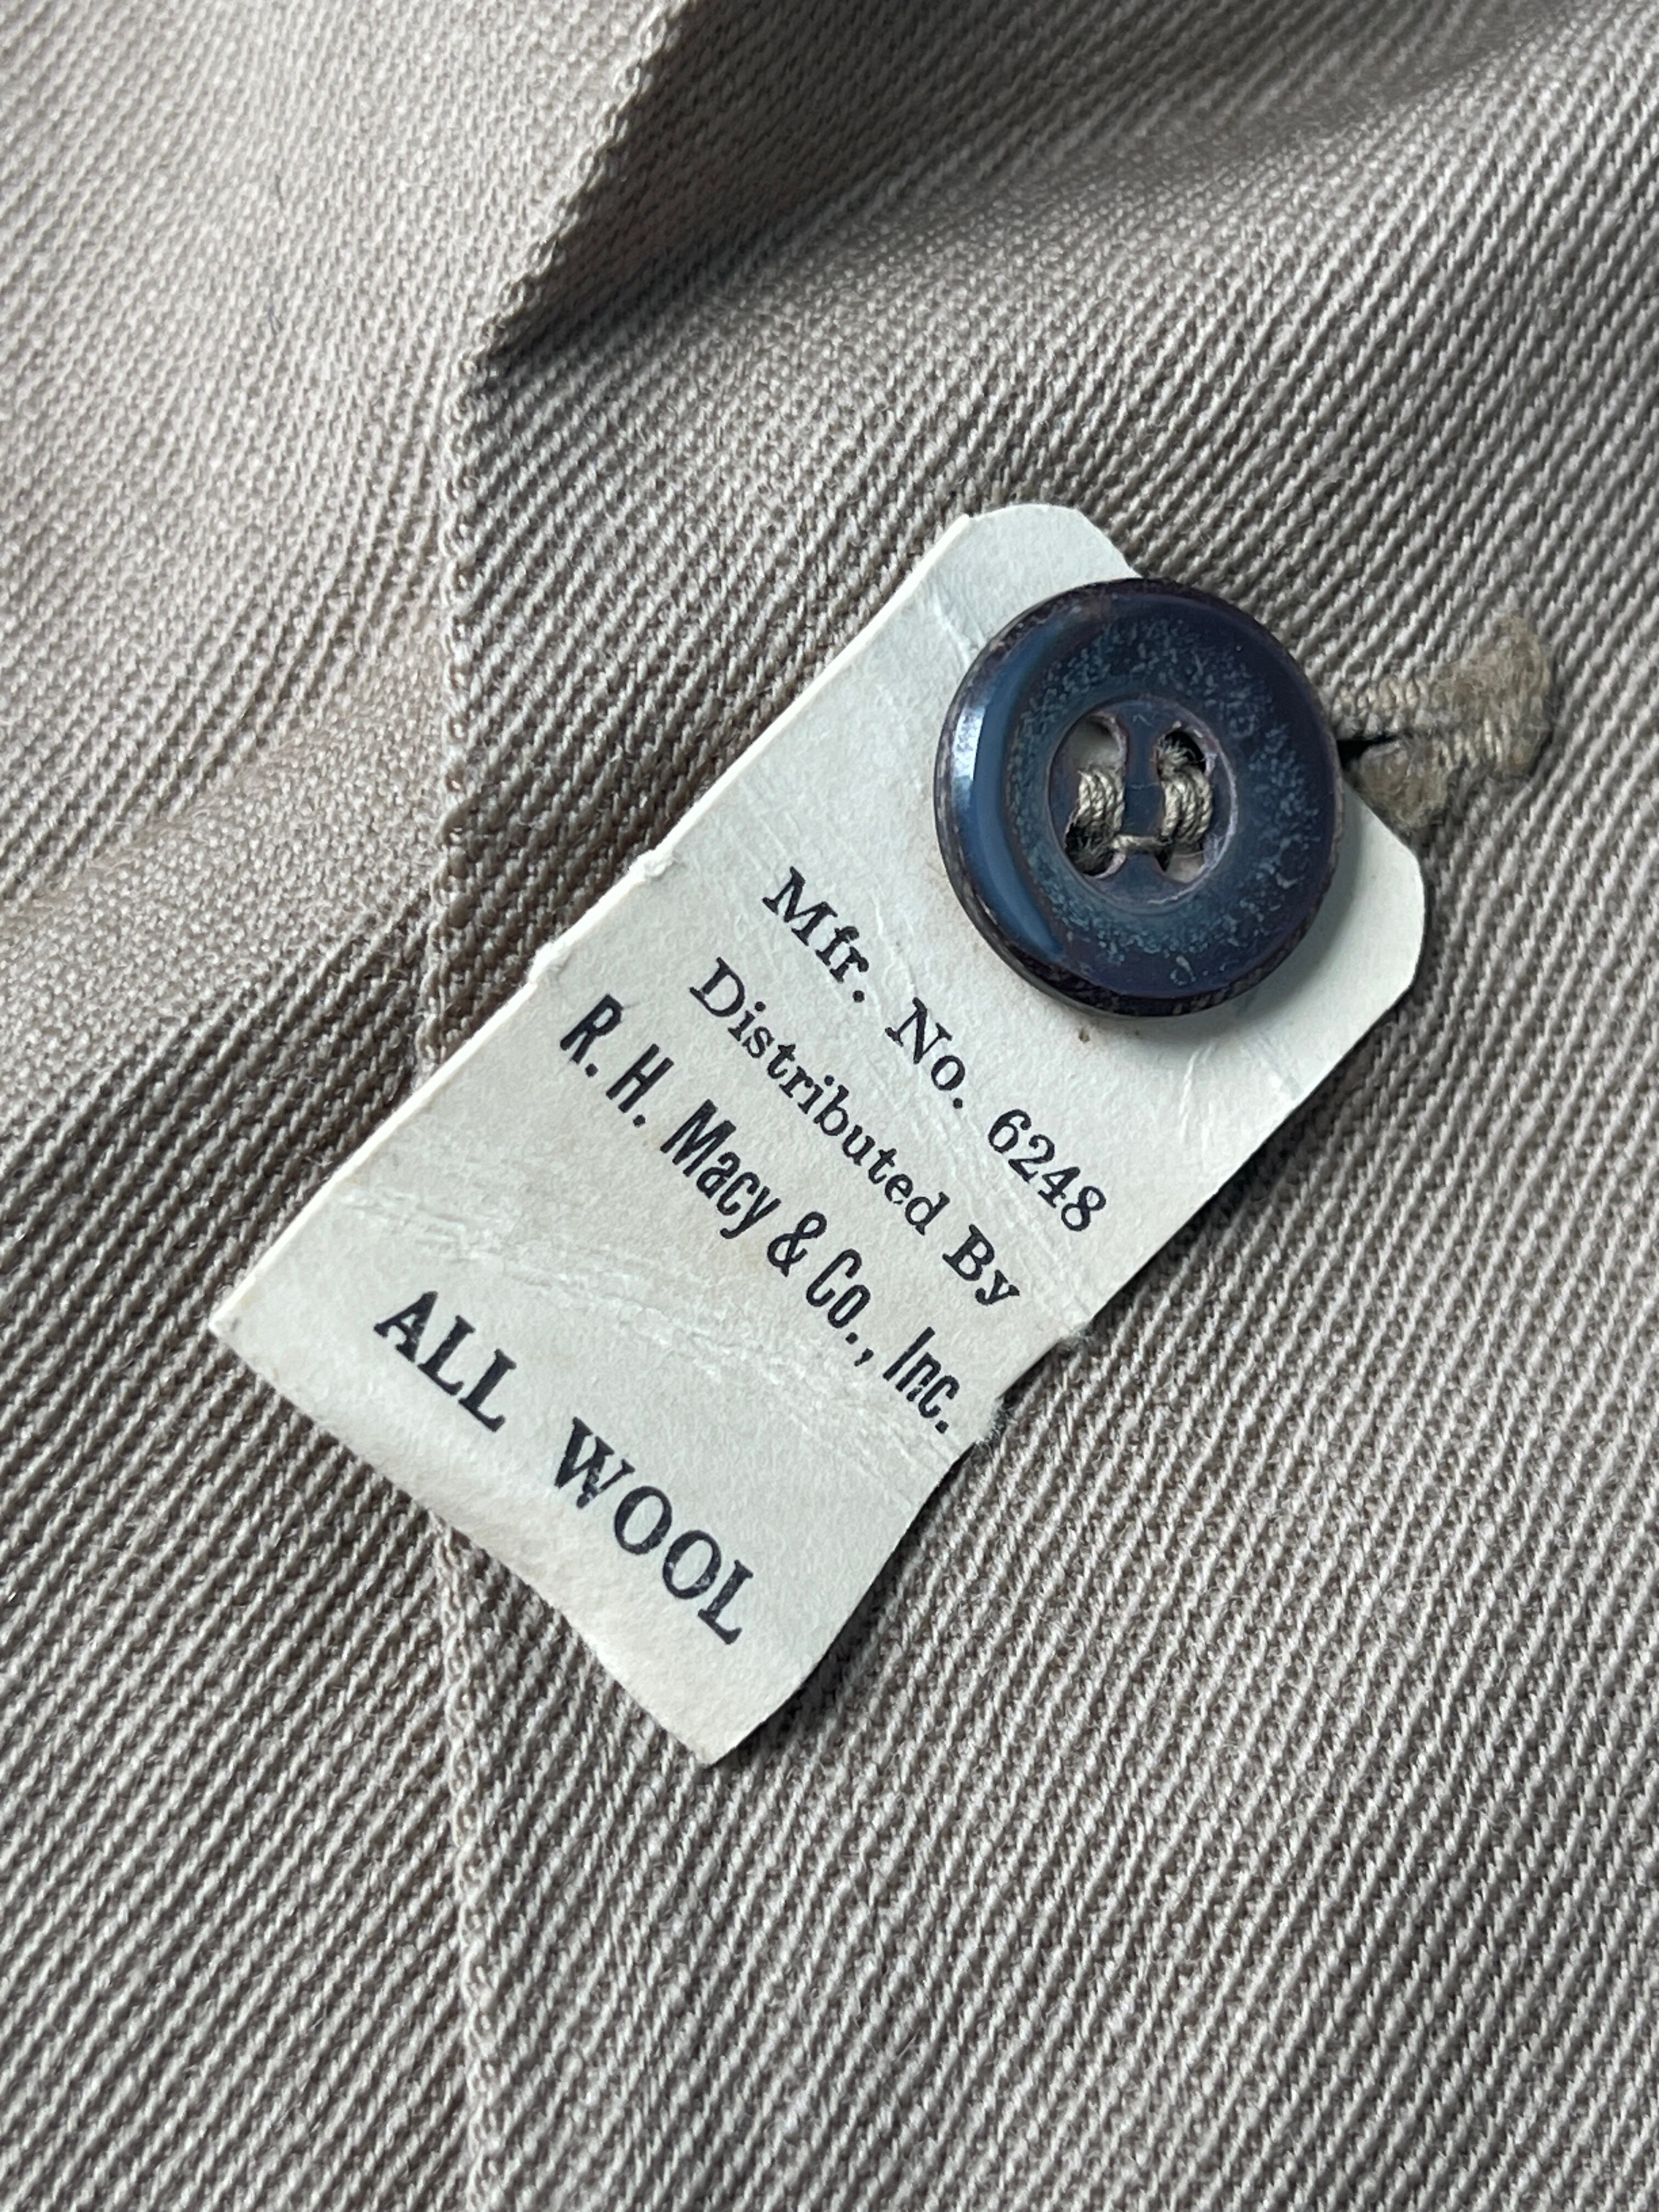 Mfr. No. 6248
Distributed By
R. H. Macy & Co., Inc.
ALL WOOL